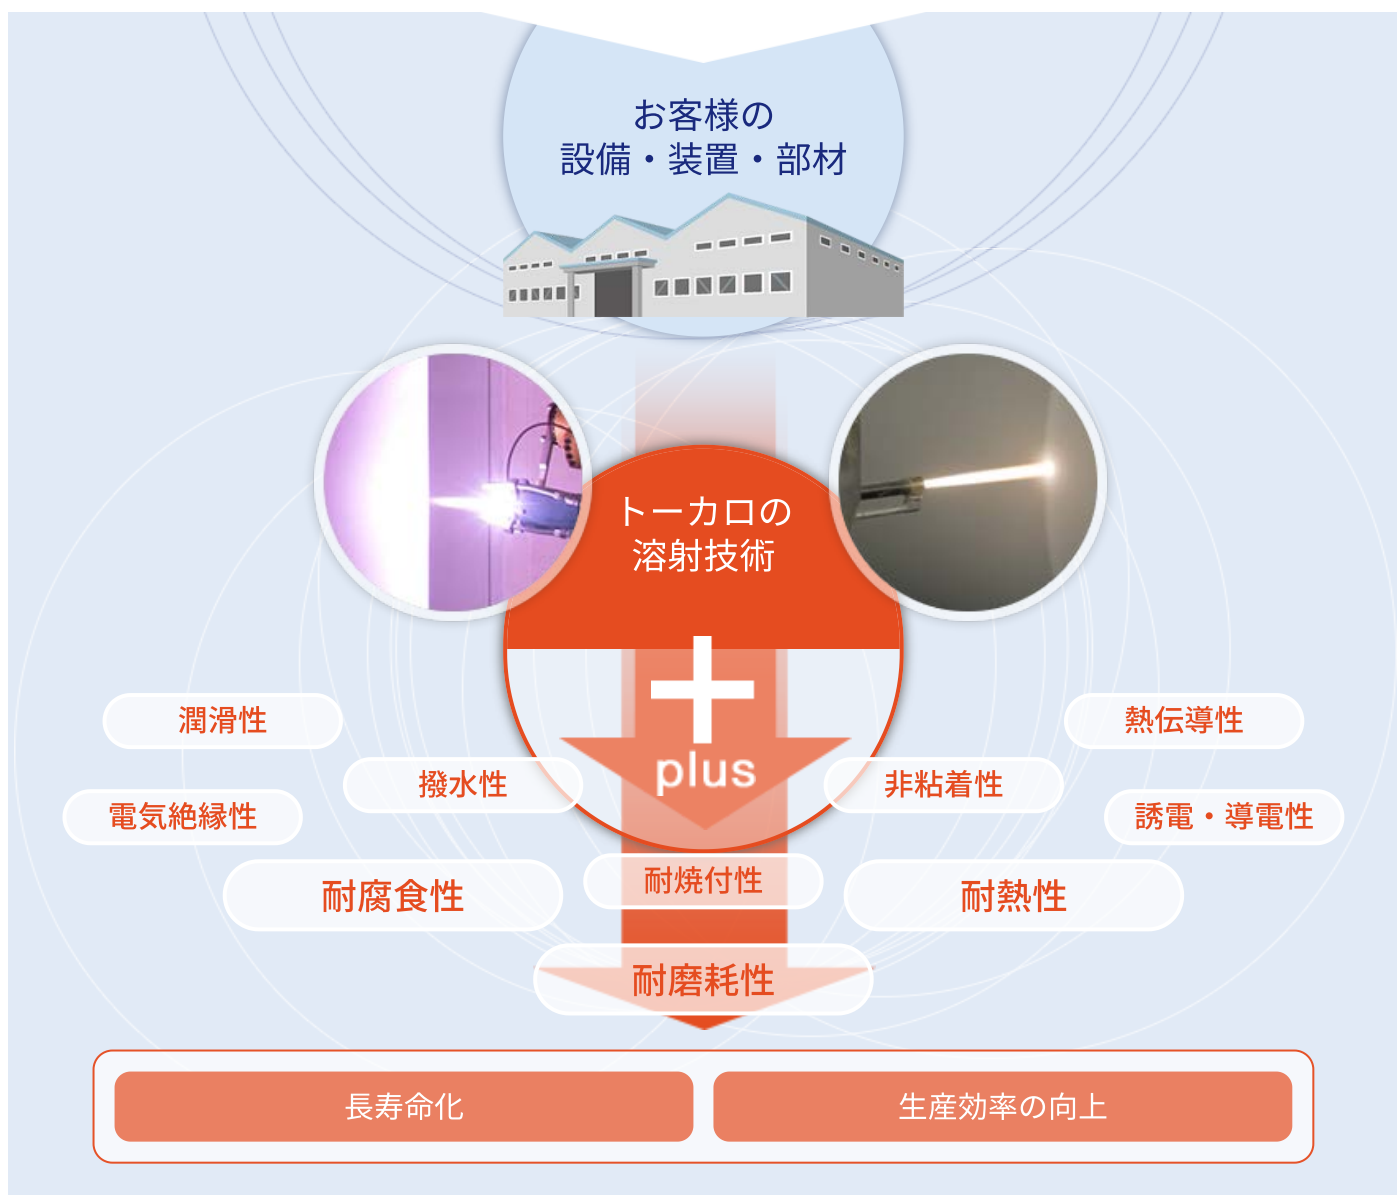 お客様の
設備・装置・部材
トーカロの
溶射技術
plus
潤滑性
熱伝導性
撥水性
非粘着性
電気絶縁性
誘電・導電性
耐焼付性
耐腐食性
耐熱性
耐磨耗性
長寿命化
生産効率の向上